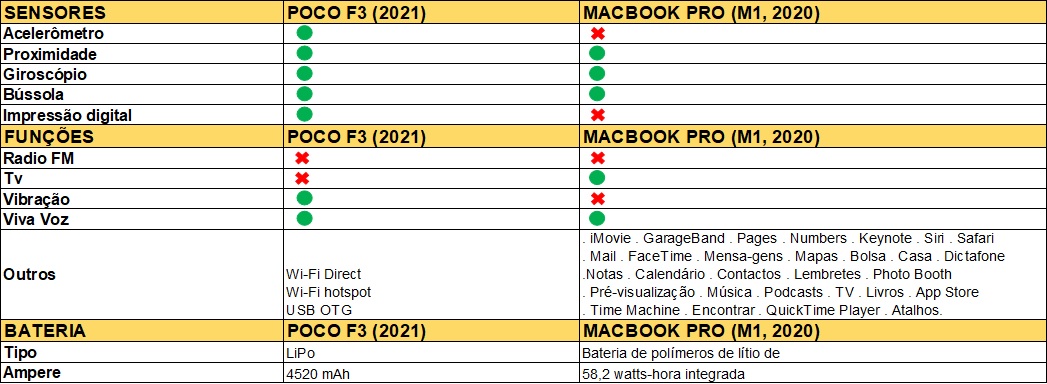 SENSORES POCO F3 (2021) MACBOOK PRO (M1, 2020)
Acelerômetro
Proximidade
Giroscópio
Bússola
Impressão digital
FUNÇÕES POCO F3 (2021) MACBOOK PRO (M1, 2020)
Radio FM
Tv
Vibração
Viva Voz
Outros
Wi-Fi Direct
Wi-Fi hotspot
USB OTG
. iMovie . GarageBand . Pages . Numbers . Keynote . Siri . Safari
. Mail . FaceTime . Mensa-gens . Mapas . Bolsa . Casa . Dictafone
.Notas . Calendário . Contactos . Lembretes . Photo Booth
. Pré-visualização . Música . Podcasts . TV . Livros . App Store
. Time Machine . Encontrar . QuickTime Player . Atalhos.
BATERIA POCO F3 (2021) MACBOOK PRO (M1, 2020)
Tipo LiPo Bateria de polímeros de lítio de
Ampere 4520 mAh 58,2 watts-hora integrada